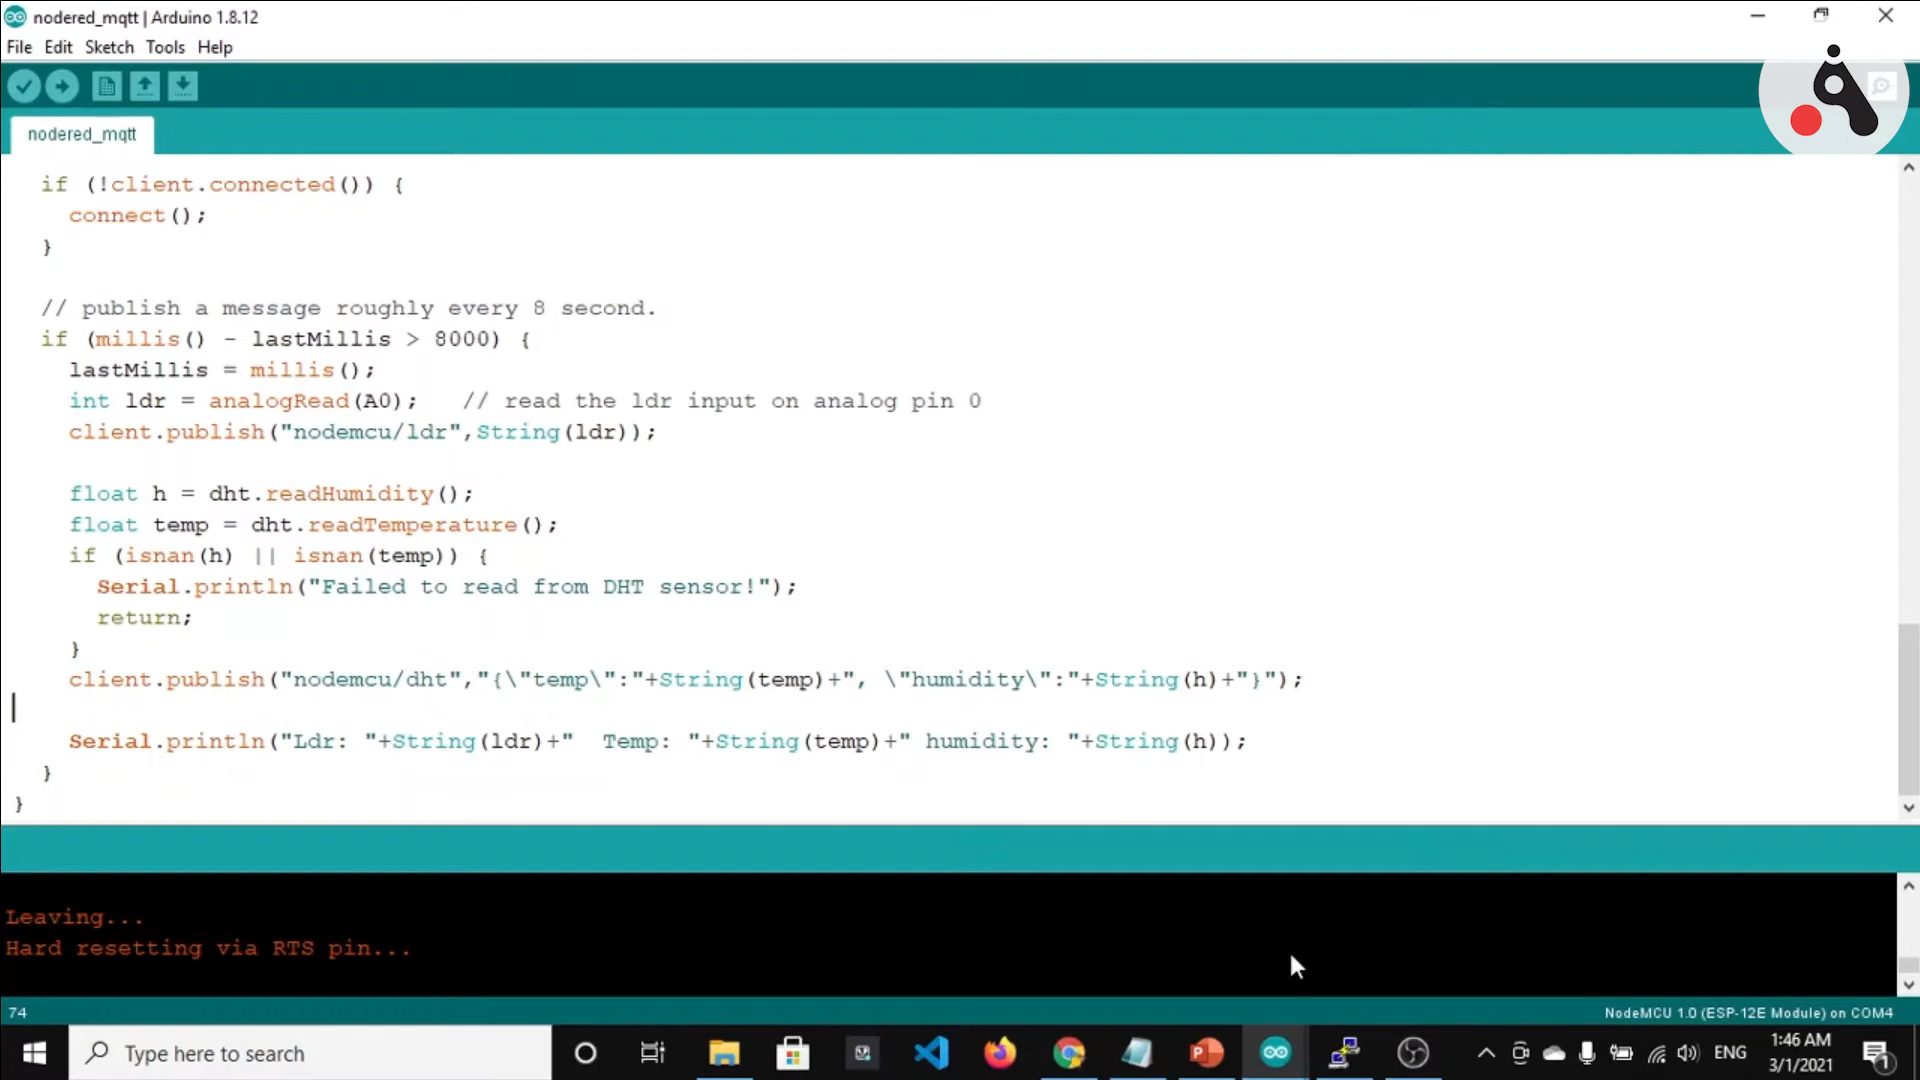 nodered_mqtt | Arduino 1.8.12
File Edit Sketch Tools Help
nodered_mqtt
if (!client.connected()) {
connect();
}
// publish a message roughly every 8 second.
if (millis() - lastMillis > 8000) {
lastMillis = millis();
int ldr = analogRead(A0);   // read the ldr input on analog pin 0
client.publish("nodemcu/ldr",String(ldr));
float h = dht.readHumidity();
float temp = dht.readTemperature();
if (isnan(h) || isnan(temp)) {
Serial.println("Failed to read from DHT sensor!");
return;
}
client.publish("nodemcu/dht","{\"temp\":"+String(temp)+", \"humidity\":"+String(h)+"}");
Serial.println("Ldr: "+String(ldr)+"  Temp: "+String(temp)+" humidity: "+String(h));
}
}
Leaving...
Hard resetting via RTS pin...
74
NodeMCU 1.0 (ESP-12E Module) on COM4
Type here to search
ENG
1:46 AM
3/1/2021
1